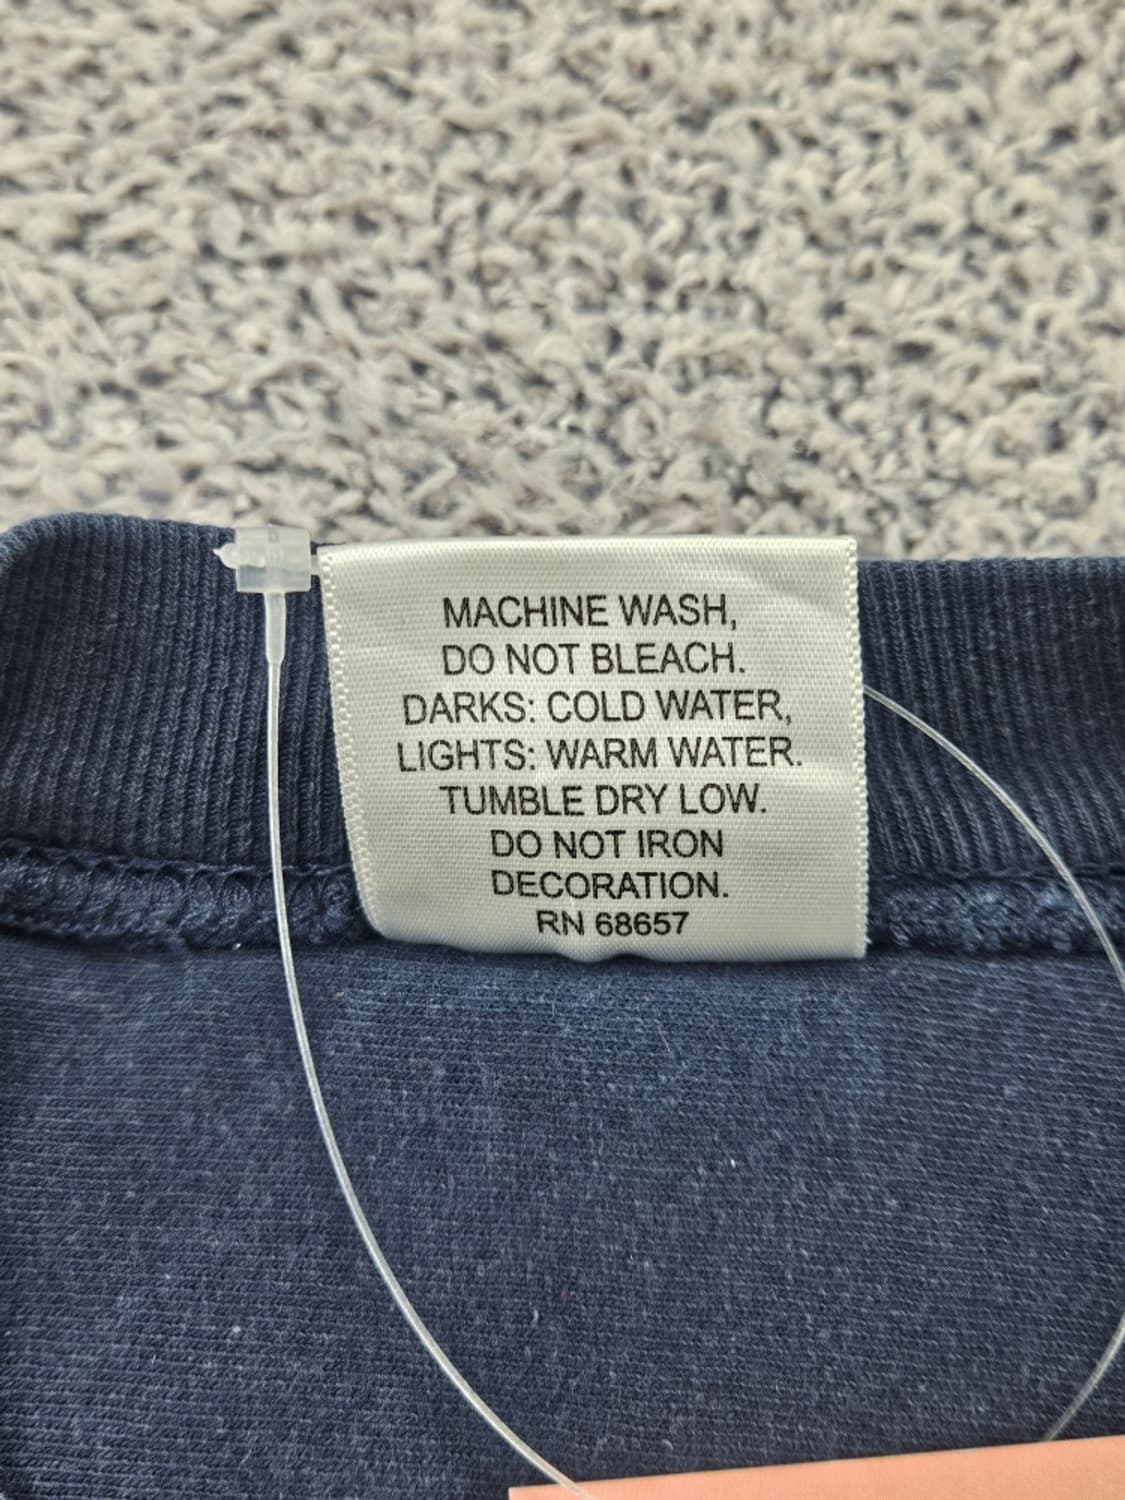 MACHINE WASH,
DO NOT BLEACH.
DARKS: COLD WATER,
LIGHTS: WARM WATER.
TUMBLE DRY LOW.
DO NOT IRON
DECORATION.
RN 68657